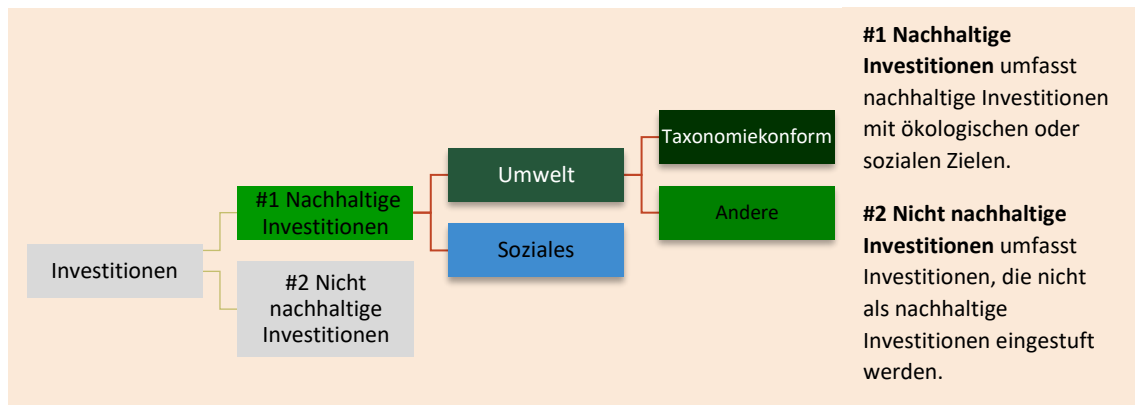 Investitionen
#1 Nachhaltige
Investitionen
#2 Nicht
nachhaltige
Investitionen
Umwelt
Soziales
Taxonomiekonform
Andere
#1 Nachhaltige
Investitionen umfasst
nachhaltige Investitionen
mit ökologischen oder
sozialen Zielen.
#2 Nicht nachhaltige
Investitionen umfasst
Investitionen, die nicht
als nachhaltige
Investitionen eingestuft
werden.